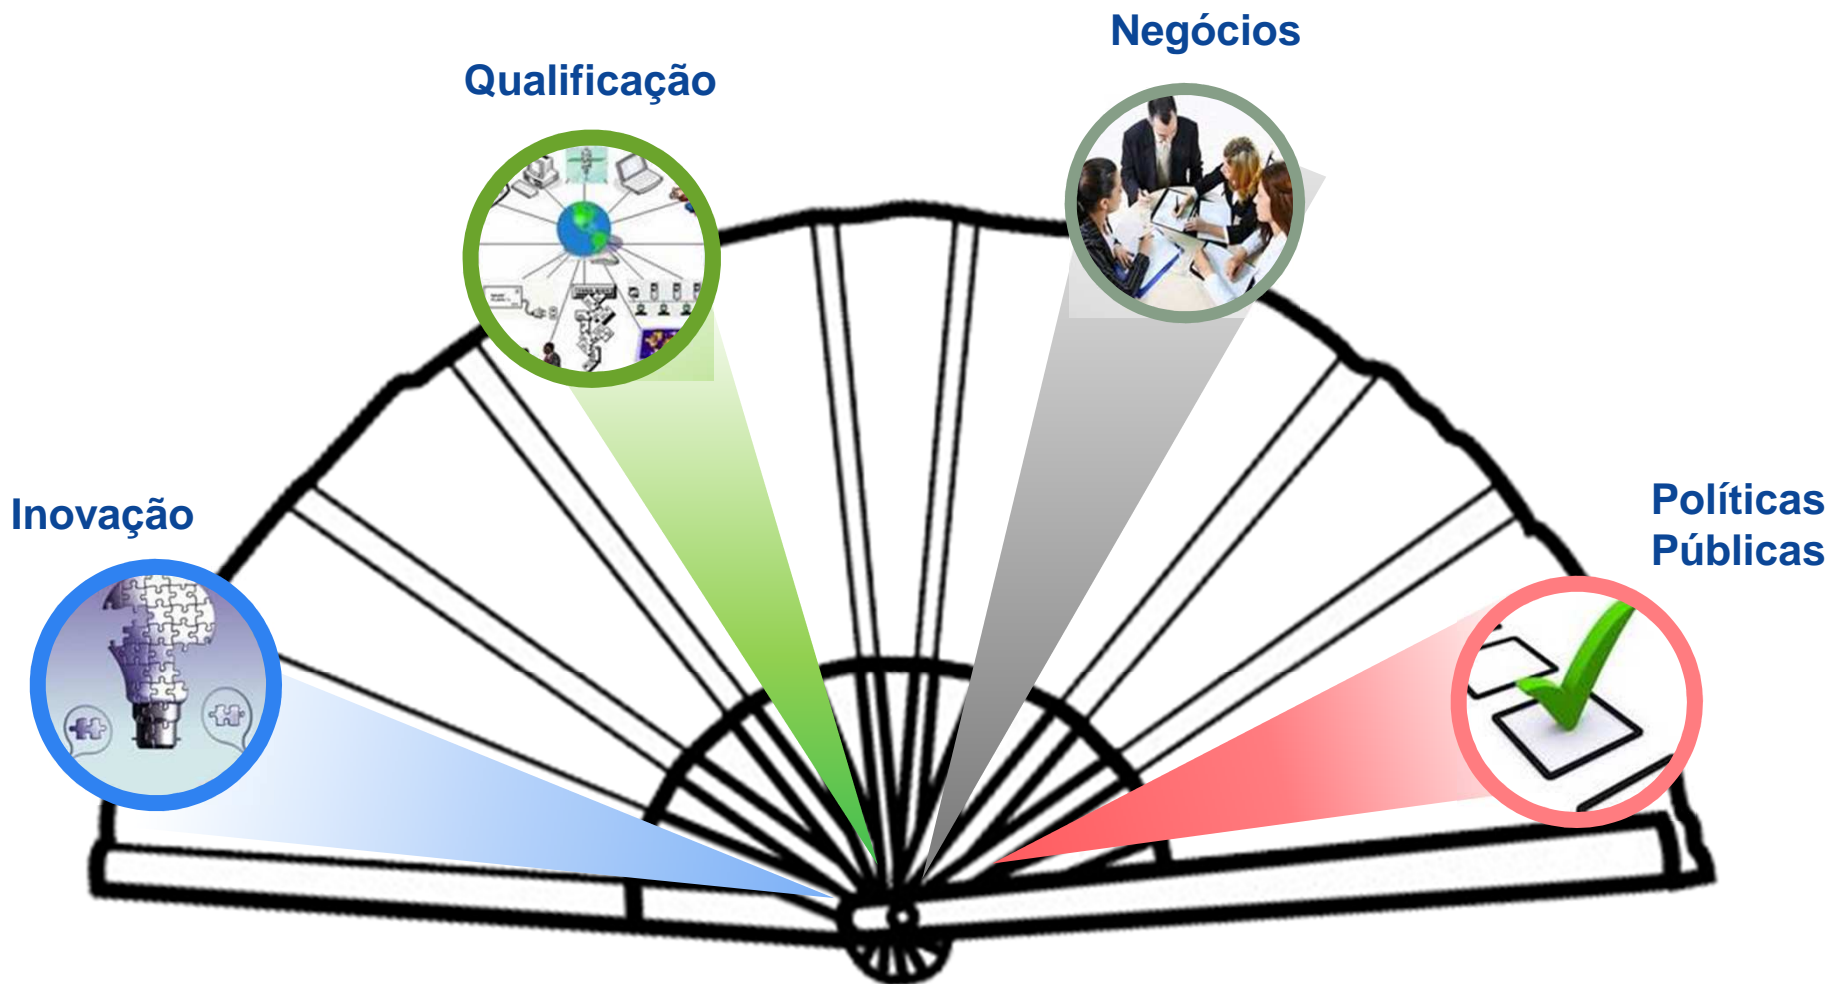 Negócios
Qualificação
Inovação
Políticas
Públicas